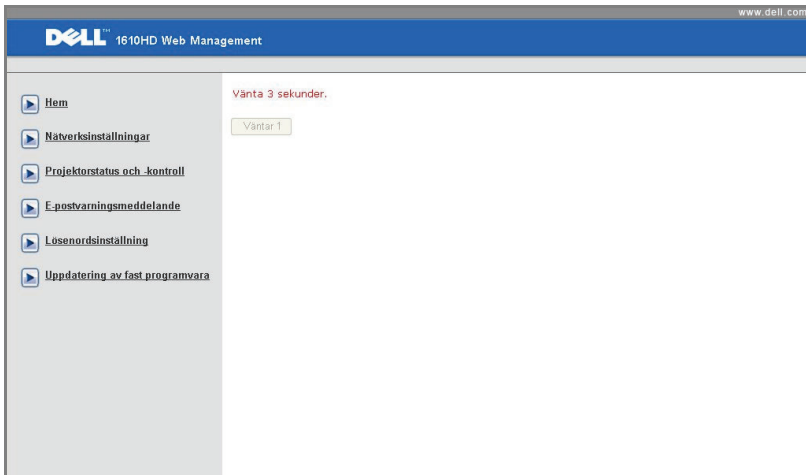 www.dell.com
DELL™ 1610HD Web Management
Vänta 3 sekunder.
Väntar 1
Hem
Nätverksinställningar
Projektorstatus och -kontroll
E-postvarningsmeddelande
Lösenordsinställning
Uppdatering av fast programvara